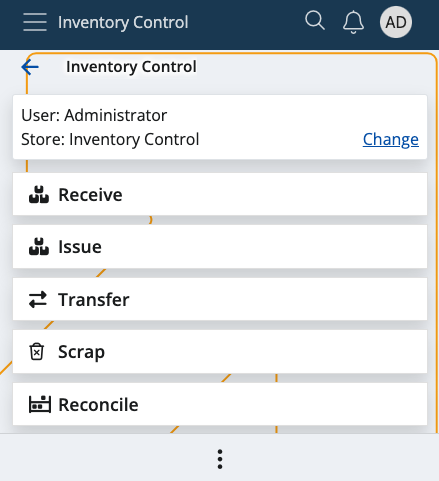 Inventory Control
AD
Inventory Control
User: Administrator
Store: Inventory Control
Change
Receive
Issue
Transfer
Scrap
Reconcile